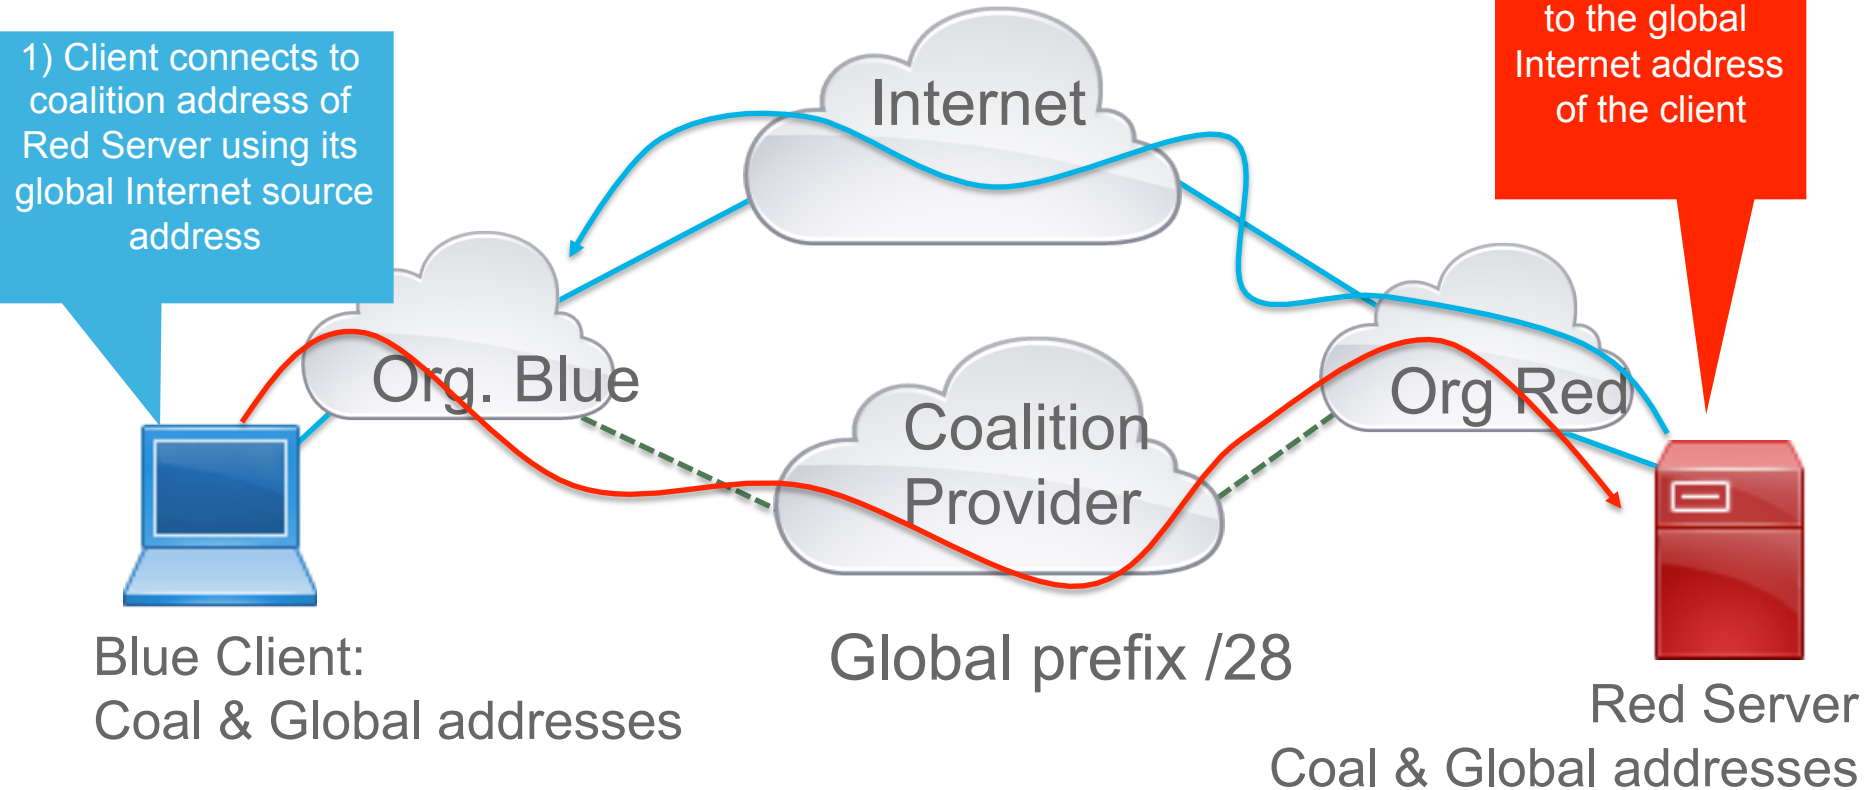 1) Client connects to
coalition address of
Red Server using its
global Internet source
address
to the global
Internet address
of the client
Internet
Org. Blue
Org Red
Coalition
Provider
Blue Client:
Coal & Global addresses
Global prefix /28
Red Server
Coal & Global addresses